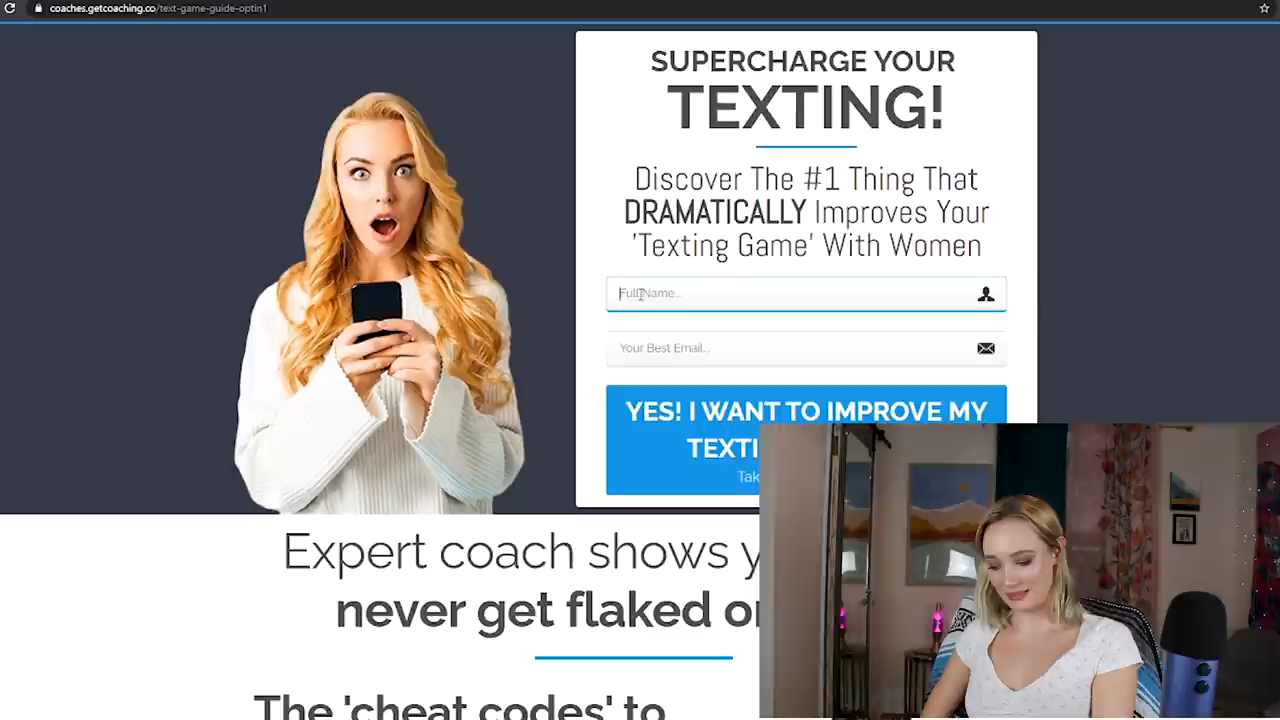 coaches.getcoaching.co/text-game-guide-optin1
SUPERCHARGE YOUR
TEXTING!
Discover The #1 Thing That
DRAMATICALLY Improves Your
'Texting Game' With Women
Full Name...
Your Best Email...
YES! I WANT TO IMPROVE MY
Expert coach shows
never get flaked
The 'cheat codes' to